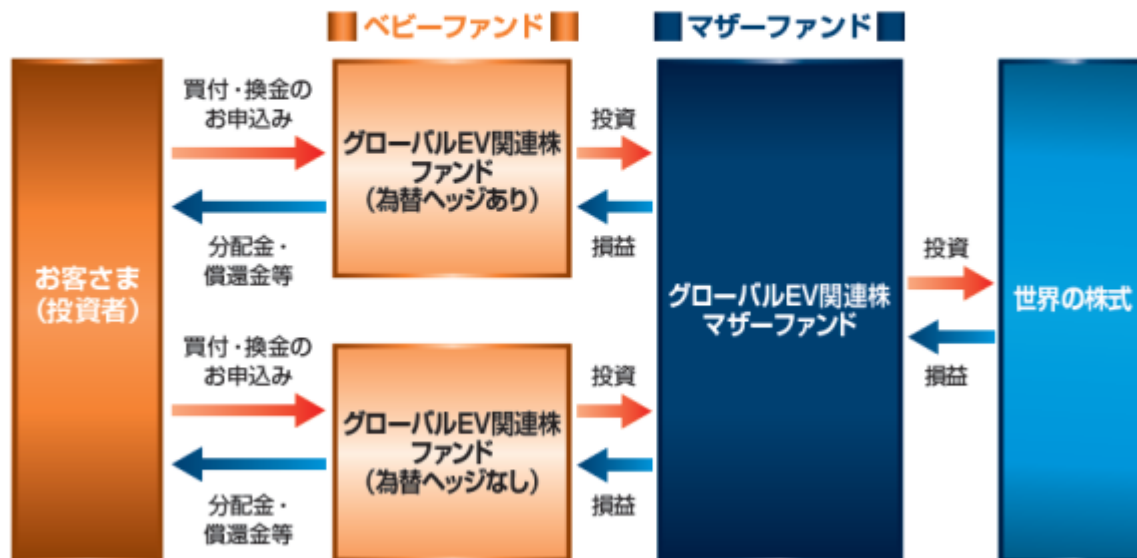 ベビーファンド
マザーファンド
お客さま
（投資者）
買付・換金の
お申込み
分配金・
償還金等
グローバルEV関連株
ファンド
（為替ヘッジあり）
投資
損益
買付・換金の
お申込み
分配金・
償還金等
グローバルEV関連株
ファンド
（為替ヘッジなし）
投資
損益
グローバルEV関連株
マザーファンド
投資
損益
世界の株式